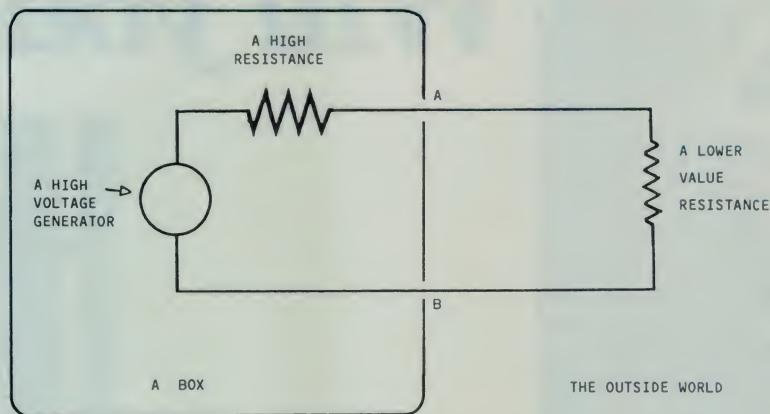 A HIGH
RESISTANCE
A
A HIGH
VOLTAGE
GENERATOR
A LOWER
VALUE
RESISTANCE
B
A BOX
THE OUTSIDE WORLD